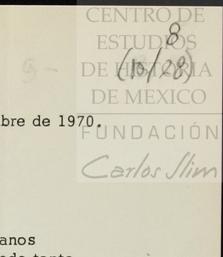 CENTRO DE
8
ESTUDIOS
DE HISTORIA
(10/28)
DE MEXICO
bre de 1970.
FUNDACIÓN
Carlos Slim
anos